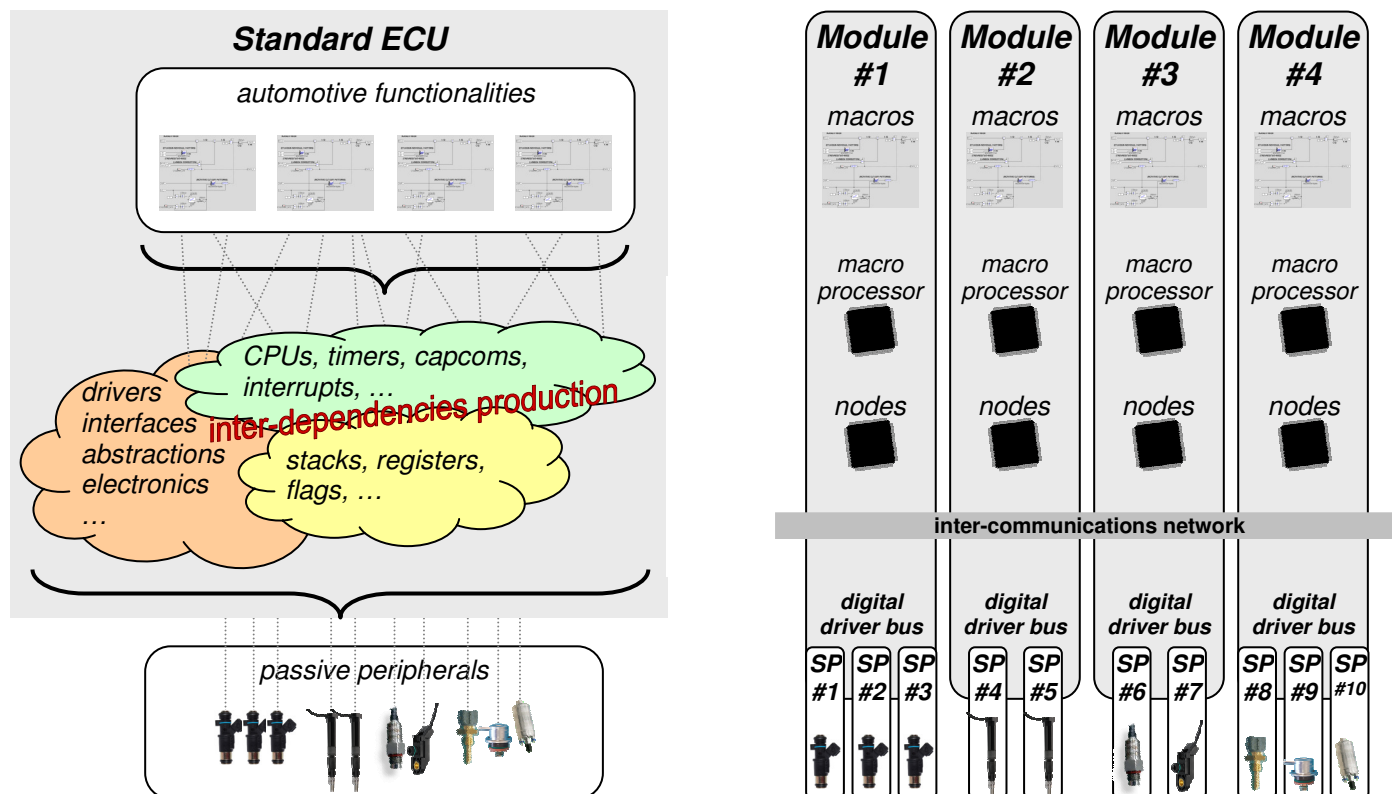 Standard ECU
automotive functionalities
CPUs, timers, capcoms,
interrupts, …
drivers
interfaces
abstractions
electronics
…
inter-dependencies production
stacks, registers,
flags, …
passive peripherals
Module
#1
macros
macro
processor
nodes
Module
#2
macros
macro
processor
nodes
Module
#3
macros
macro
processor
nodes
Module
#4
macros
macro
processor
nodes
inter-communications network
digital
driver bus
SP
#1
SP
#2
SP
#3
digital
driver bus
SP
#4
SP
#5
digital
driver bus
SP
#6
SP
#7
digital
driver bus
SP
#8
SP
#9
SP
#10